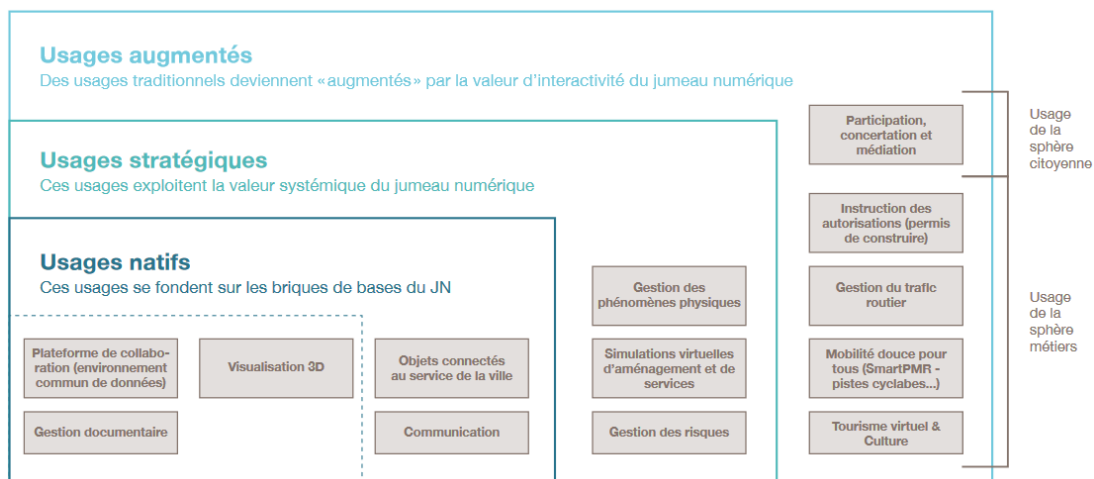 Usages augmentés
Des usages traditionnels deviennent «augmentés» par la valeur d'interactivité du jumeau numérique
Participation,
concertation et
médiation
Usage
de la
sphère
citoyenne
Usages stratégiques
Ces usages exploitent la valeur systémique du jumeau numérique
Instruction des
autorisations (permis
de construire)
Usages natifs
Ces usages se fondent sur les briques de bases du JN
Gestion des
phénomènes physiques
Gestion du trafic
routier
Usage
de la
sphère
métiers
Plateforme de collabo-
ration (environnement
commun de données)
Visualisation 3D
Objets connectés
au service de la ville
Simulations virtuelles
d'aménagement et de
services
Mobilité douce pour
tous (SmartPMR -
pistes cyclabes...)
Gestion documentaire
Communication
Gestion des risques
Tourisme virtuel &
Culture